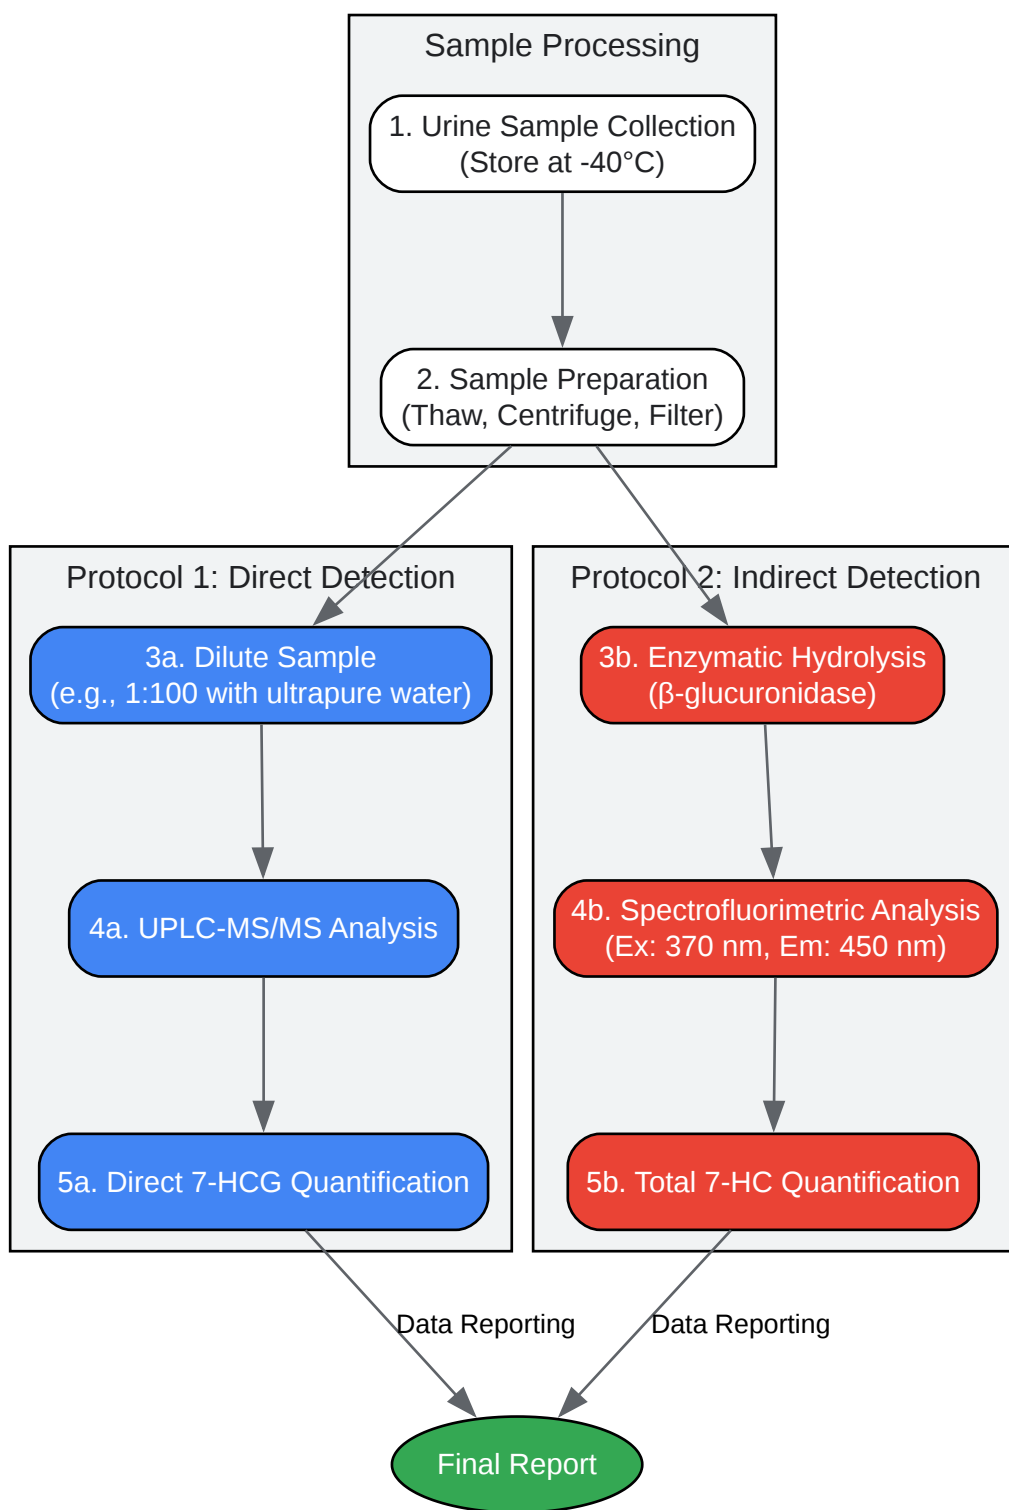 Sample Processing
1. Urine Sample Collection
(Store at -40°C)
2. Sample Preparation
(Thaw, Centrifuge, Filter)
Protocol 1: Direct Detection
3a. Dilute Sample
(e.g., 1:100 with ultrapure water)
4a. UPLC-MS/MS Analysis
5a. Direct 7-HCG Quantification
Protocol 2: Indirect Detection
3b. Enzymatic Hydrolysis
(β-glucuronidase)
4b. Spectrofluorimetric Analysis
(Ex: 370 nm, Em: 450 nm)
5b. Total 7-HC Quantification
Data Reporting
Data Reporting
Final Report